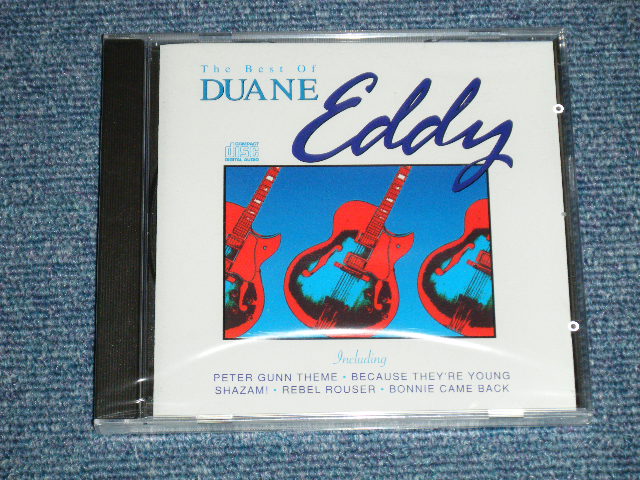 The Best Of
DUANE
Eddy
COMPACT
disc
DIGITAL AUDIO
Including
PETER GUNN THEME • BECAUSE THEY'RE YOUNG
SHAZAM! • REBEL ROUSER • BONNIE CAME BACK